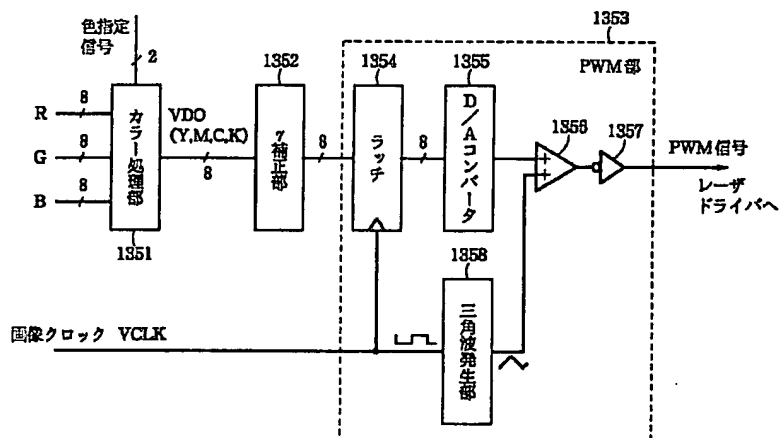 色指定
信号
2
1353
1352
1354
1355
PWM部
R
8
G
8
B
8
カラー処理部
VDO
(Y,M,C,K)
8
γ補正部
8
ラッチ
8
D/Aコンバータ
1356
1357
PWM信号
レーザ
ドライバへ
1351
1358
画像クロック VCLK
三角波発生部